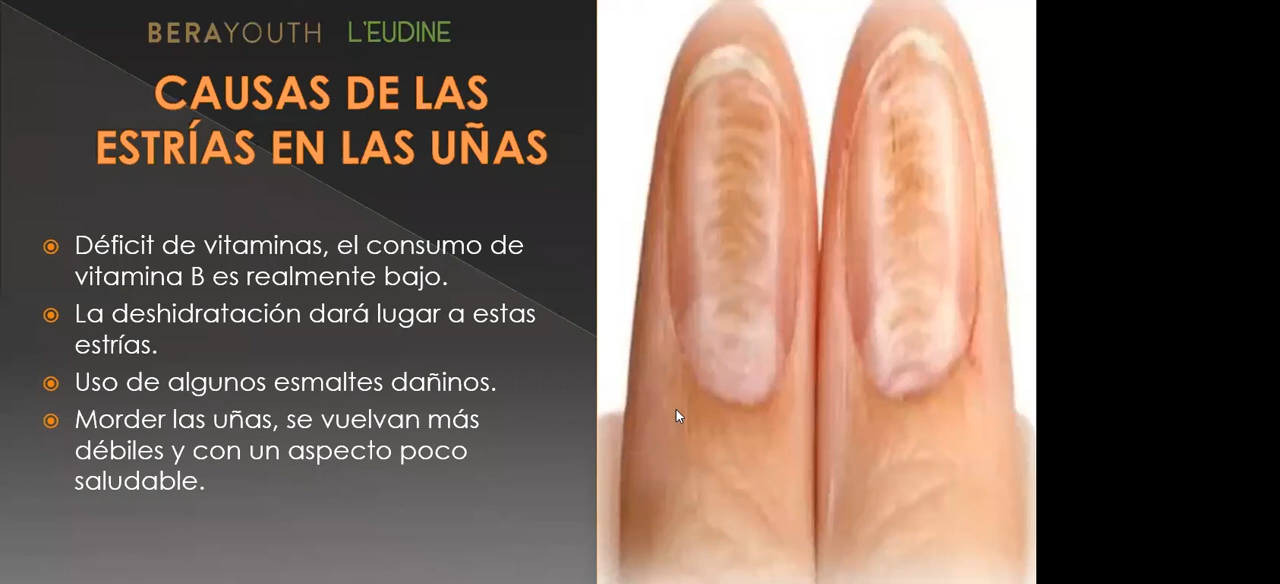 BERAYOUTH L'EUDINE
CAUSAS DE LAS
ESTRÍAS EN LAS UÑAS
Déficit de vitaminas, el consumo de
vitamina B es realmente bajo.
La deshidratación dará lugar a estas
estrías.
Uso de algunos esmaltes dañinos.
Morder las uñas, se vuelvan más
débiles y con un aspecto poco
saludable.